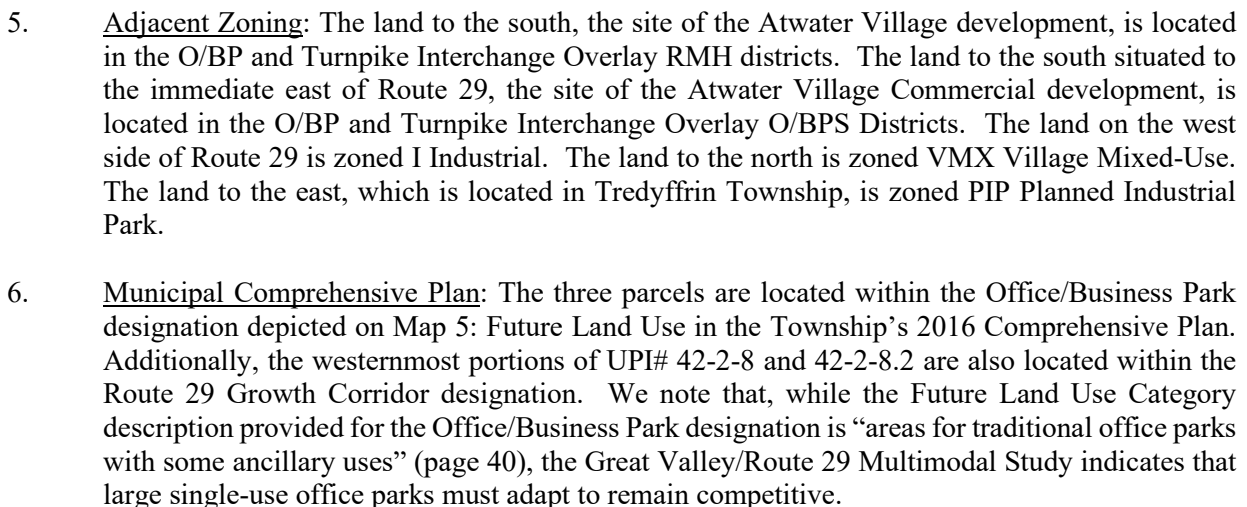 5. Adjacent Zoning: The land to the south, the site of the Atwater Village development, is located
in the O/BP and Turnpike Interchange Overlay RMH districts. The land to the south situated to
the immediate east of Route 29, the site of the Atwater Village Commercial development, is
located in the O/BP and Turnpike Interchange Overlay O/BPS Districts. The land on the west
side of Route 29 is zoned I Industrial. The land to the north is zoned VMX Village Mixed-Use.
The land to the east, which is located in Tredyffrin Township, is zoned PIP Planned Industrial
Park.
6. Municipal Comprehensive Plan: The three parcels are located within the Office/Business Park
designation depicted on Map 5: Future Land Use in the Township’s 2016 Comprehensive Plan.
Additionally, the westernmost portions of UPI# 42-2-8 and 42-2-8.2 are also located within the
Route 29 Growth Corridor designation. We note that, while the Future Land Use Category
description provided for the Office/Business Park designation is “areas for traditional office parks
with some ancillary uses” (page 40), the Great Valley/Route 29 Multimodal Study indicates that
large single-use office parks must adapt to remain competitive.